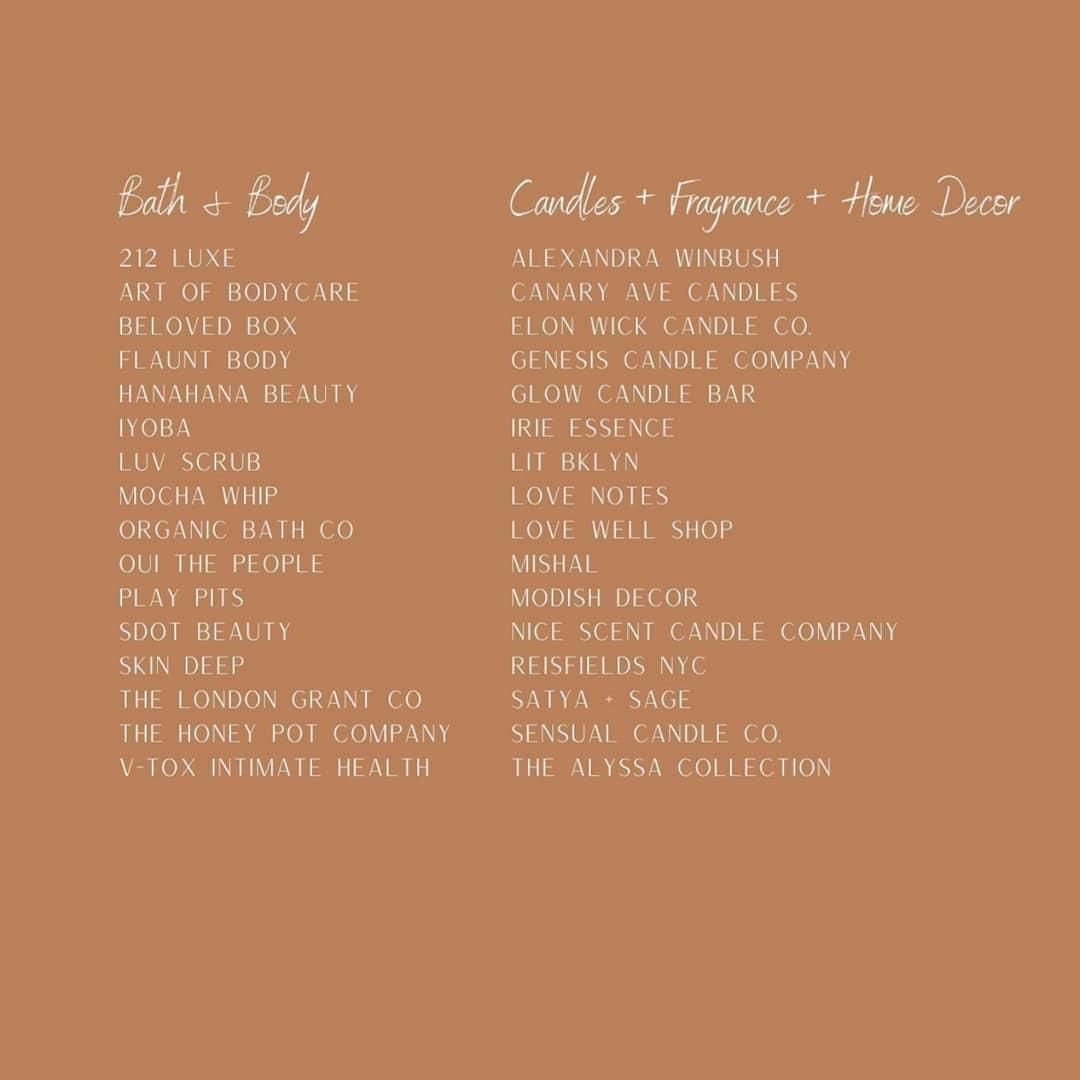 Bath & Body
212 LUXE
ART OF BODYCARE
BELOVED BOX
FLAUNT BODY
HANAHANA BEAUTY
IYOBA
LUV SCRUB
MOCHA WHIP
ORGANIC BATH CO
OUI THE PEOPLE
PLAY PITS
SDOT BEAUTY
SKIN DEEP
THE LONDON GRANT CO
THE HONEY POT COMPANY
V-TOX INTIMATE HEALTH
Candles + Fragrance + Home Decor
ALEXANDRA WINBUSH
CANARY AVE CANDLES
ELON WICK CANDLE CO.
GENESIS CANDLE COMPANY
GLOW CANDLE BAR
IRIE ESSENCE
LIT BKLYN
LOVE NOTES
LOVE WELL SHOP
MISHAL
MODISH DECOR
NICE SCENT CANDLE COMPANY
REISFIELDS NYC
SATYA + SAGE
SENSUAL CANDLE CO.
THE ALYSSA COLLECTION